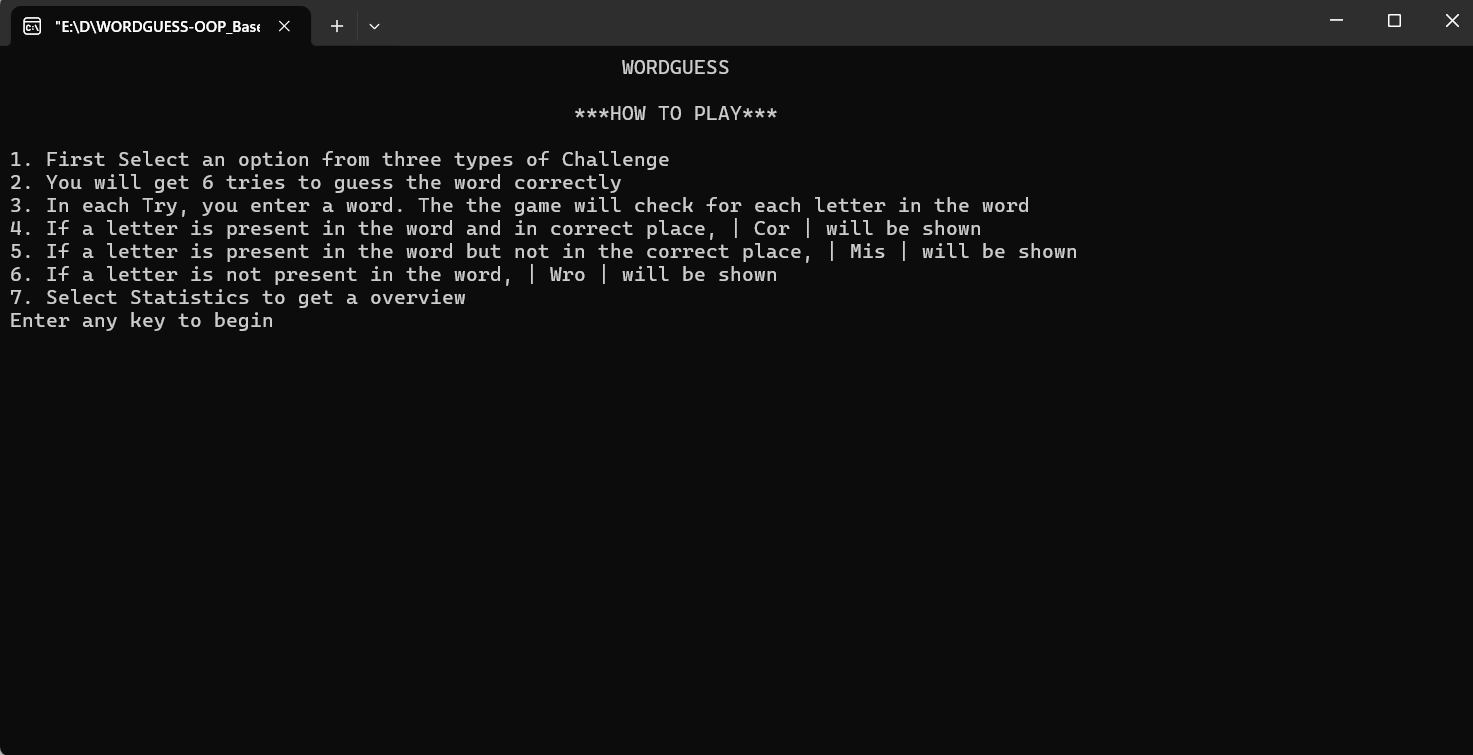 "E:\D\WORDGUESS-OOP_Base
WORDGUESS
***HOW TO PLAY***
1. First Select an option from three types of Challenge
2. You will get 6 tries to guess the word correctly
3. In each Try, you enter a word. The the game will check for each letter in the word
4. If a letter is present in the word and in correct place, | Cor | will be shown
5. If a letter is present in the word but not in the correct place, | Mis | will be shown
6. If a letter is not present in the word, | Wro | will be shown
7. Select Statistics to get a overview
Enter any key to begin